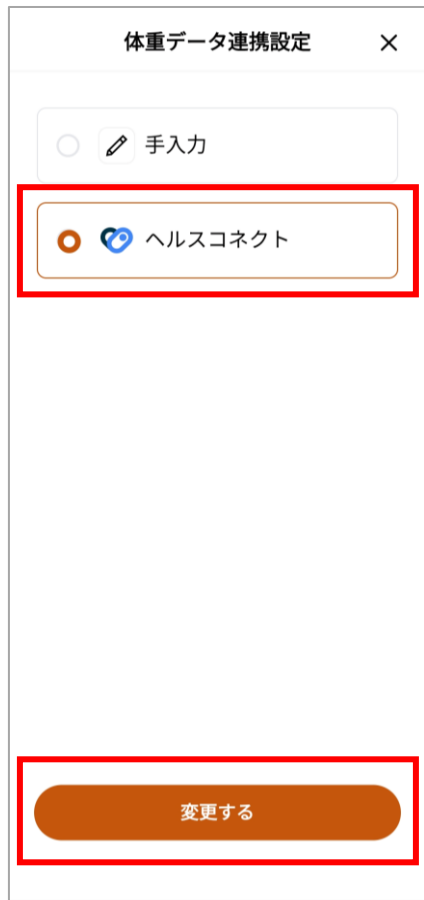 体重データ連携設定
手入力
ヘルスコネクト
変更する